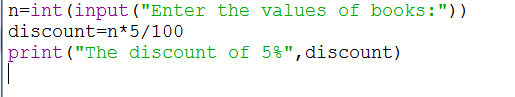 n=int(input("Enter the values of books:"))
discount=n*5/100
print("The discount of 5%",discount)